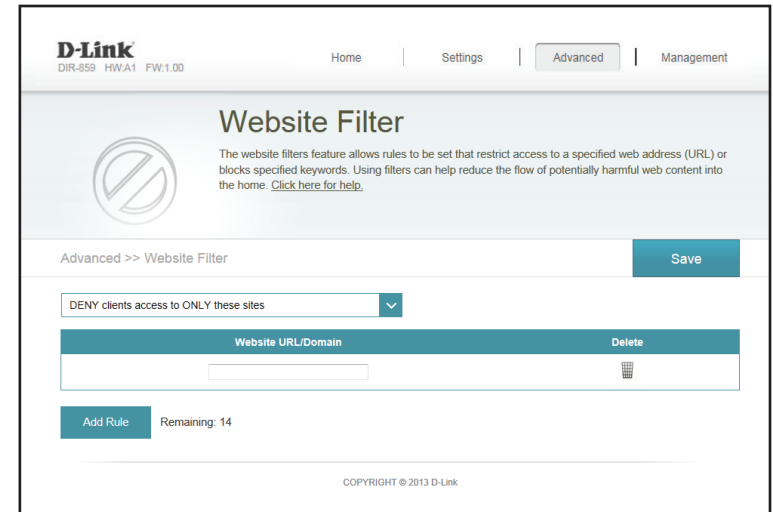 D-Link
DIR-859 HW:A1 FW:1.00
Home
Settings
Advanced
Management
Website Filter
The website filters feature allows rules to be set that restrict access to a specified web address (URL) or
blocks specified keywords. Using filters can help reduce the flow of potentially harmful web content into
the home. Click here for help.
Advanced >> Website Filter
Save
DENY clients access to ONLY these sites
Website URL/Domain
Delete
Add Rule
Remaining: 14
COPYRIGHT © 2013 D-Link